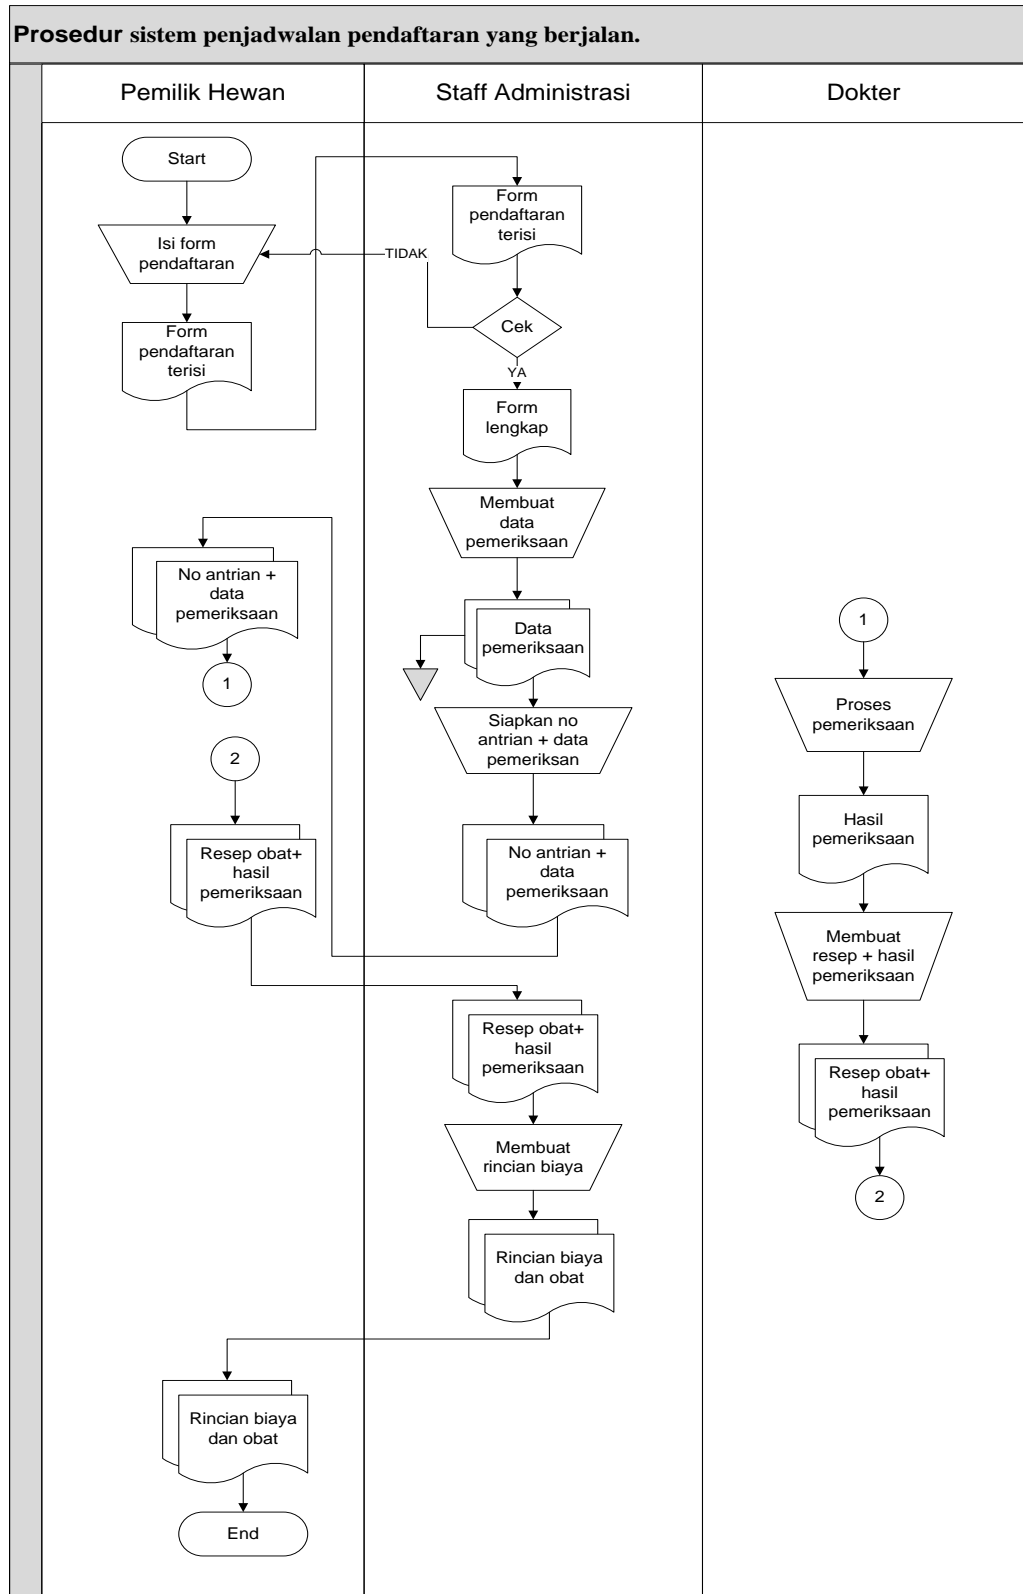 Prosedur sistem penjadwalan pendaftaran yang berjalan.
Pemilik Hewan
Staff Administrasi
Dokter
Start
Isi form
pendaftaran
Form
pendaftaran
terisi
Form
pendaftaran
terisi
TIDAK
Cek
YA
Form
lengkap
Membuat
data
pemeriksaan
Data
pemeriksaan
Siapkan no
antrian + data
pemeriksan
No antrian +
data
pemeriksaan
No antrian +
data
pemeriksaan
1
1
Proses
pemeriksaan
Hasil
pemeriksaan
Membuat
resep + hasil
pemeriksaan
Resep obat+
hasil
pemeriksaan
2
2
Resep obat+
hasil
pemeriksaan
Resep obat+
hasil
pemeriksaan
Membuat
rincian biaya
Rincian biaya
dan obat
Rincian biaya
dan obat
End